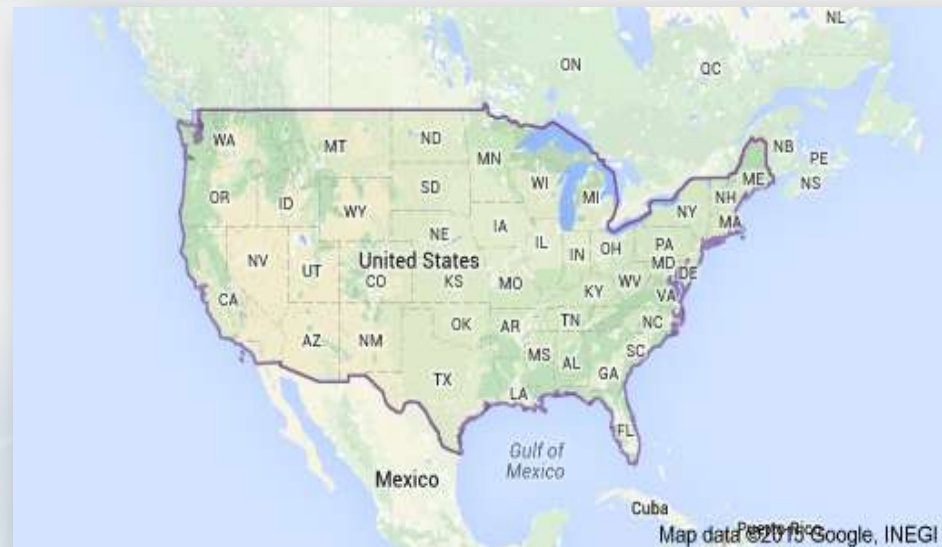 NL
ON
QC
WA
MT
ND
MN
NB
PE
OR
ID
WY
SD
WI
MI
ME
NS
NH
NY
MA
IA
NE
IL
IN
OH
PA
NV
UT
United States
CO
KS
MO
MD
DE
WV
KY
VA
CA
AZ
NM
OK
AR
TN
NC
MS
AL
SC
GA
TX
LA
FL
Gulf of
Mexico
Mexico
Cuba
Puerto Rico
Map data ©2015 Google, INEGI